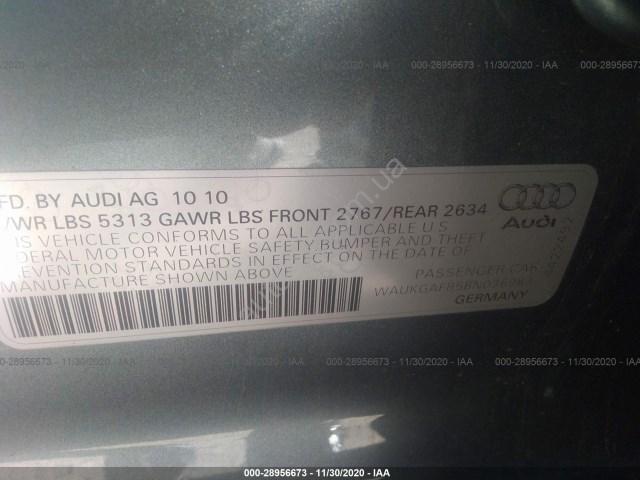 000-28956673 - 11/30/2020 - IAA
FD. BY AUDI AG 10 10
WR LBS 5313 GAWR LBS FRONT 2767/REAR 2634
IS VEHICLE CONFORMS TO ALL APPLICABLE U S
DERAL MOTOR VEHICLE SAFETY BUMPER AND THEFT
EVENTION STANDARDS IN EFFECT ON THE DATE OF
MANUFACTURE SHOWN ABOVE
PASSENGER CAR
GERMANY
Audi
000-28956673 - 11/30/2020 - IAA
000-28956673 - 11/30/2020 - IAA